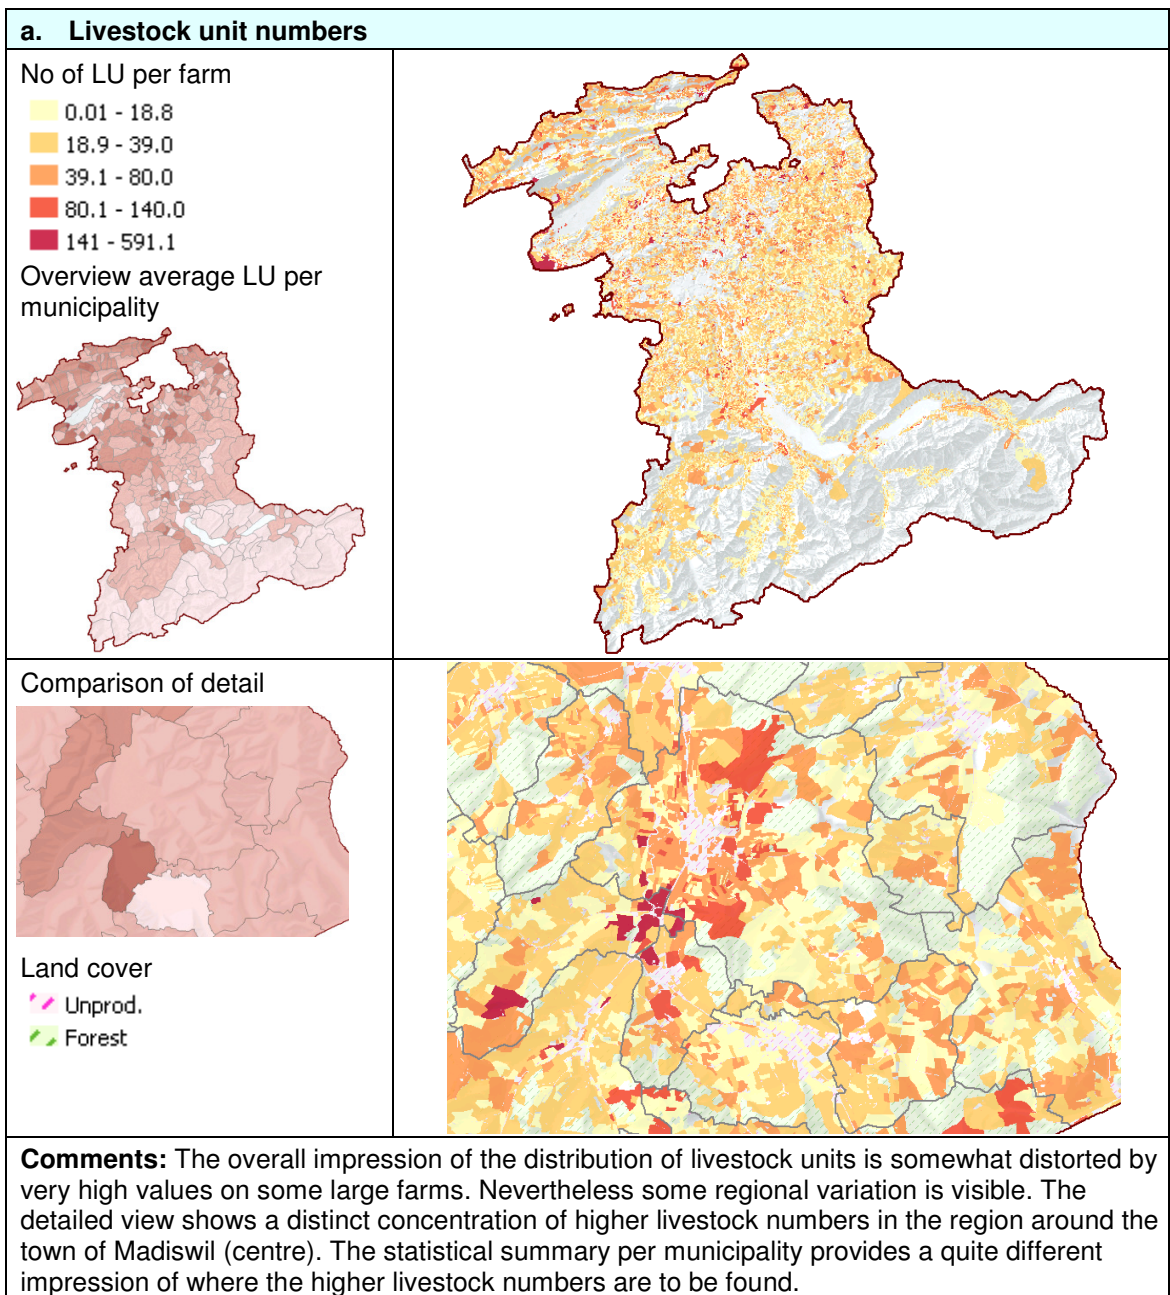 a. Livestock unit numbers
No of LU per farm
0.01 - 18.8
18.9 - 39.0
39.1 - 80.0
80.1 - 140.0
141 - 591.1
Overview average LU per
municipality
Comparison of detail
Land cover
Unprod.
Forest
Comments: The overall impression of the distribution of livestock units is somewhat distorted by
very high values on some large farms. Nevertheless some regional variation is visible. The
detailed view shows a distinct concentration of higher livestock numbers in the region around the
town of Madiswil (centre). The statistical summary per municipality provides a quite different
impression of where the higher livestock numbers are to be found.